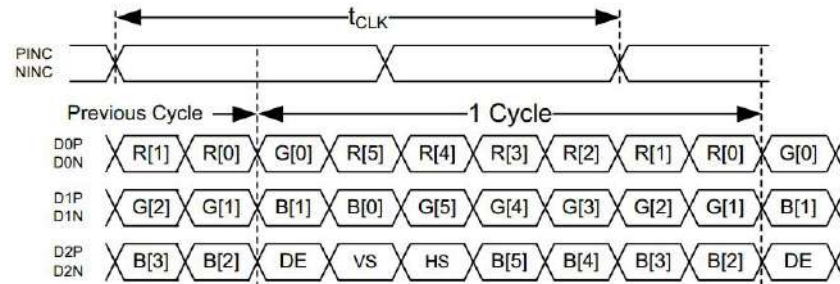 tCLK
PINC
NINC
Previous Cycle
1 Cycle
D0P
D0N
R[1] R[0] G[0] R[5] R[4] R[3] R[2] R[1] R[0] G[0]
D1P
D1N
G[2] G[1] B[1] B[0] G[5] G[4] G[3] G[2] G[1] B[1]
D2P
D2N
B[3] B[2] DE VS HS B[5] B[4] B[3] B[2] DE